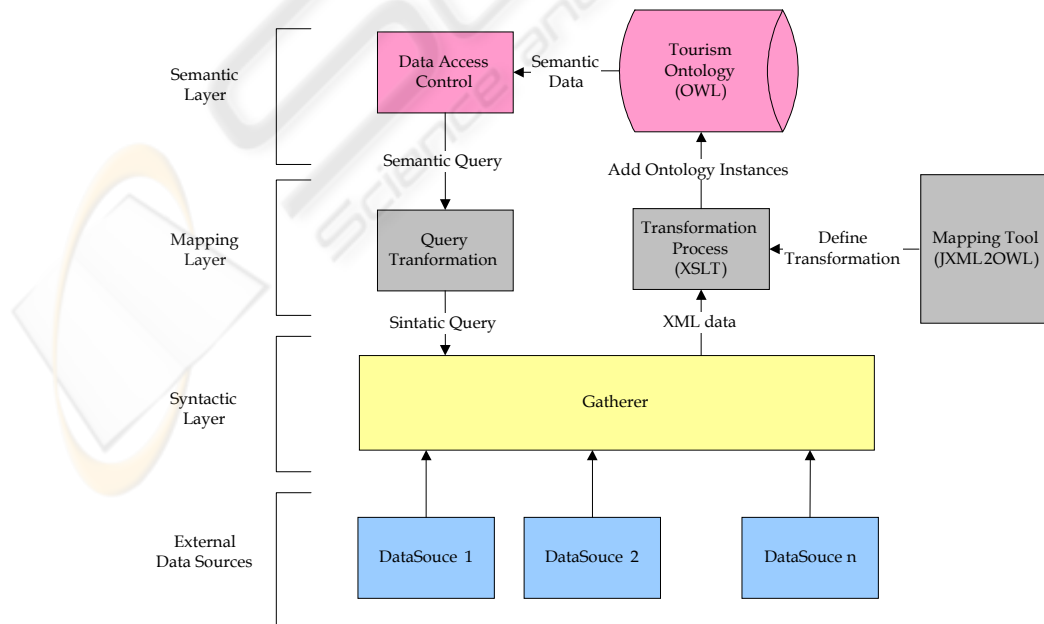 Semantic
Layer
Data Access
Control
Semantic
Data
Tourism
Ontology
(OWL)
Semantic Query
Add Ontology Instances
Mapping
Layer
Query
Tranformation
Transformation
Process
(XSLT)
Define
Transformation
Mapping Tool
(JXML2OWL)
Sintatic Query
XML data
Syntactic
Layer
Gatherer
External
Data Sources
DataSouce 1
DataSouce 2
DataSouce n